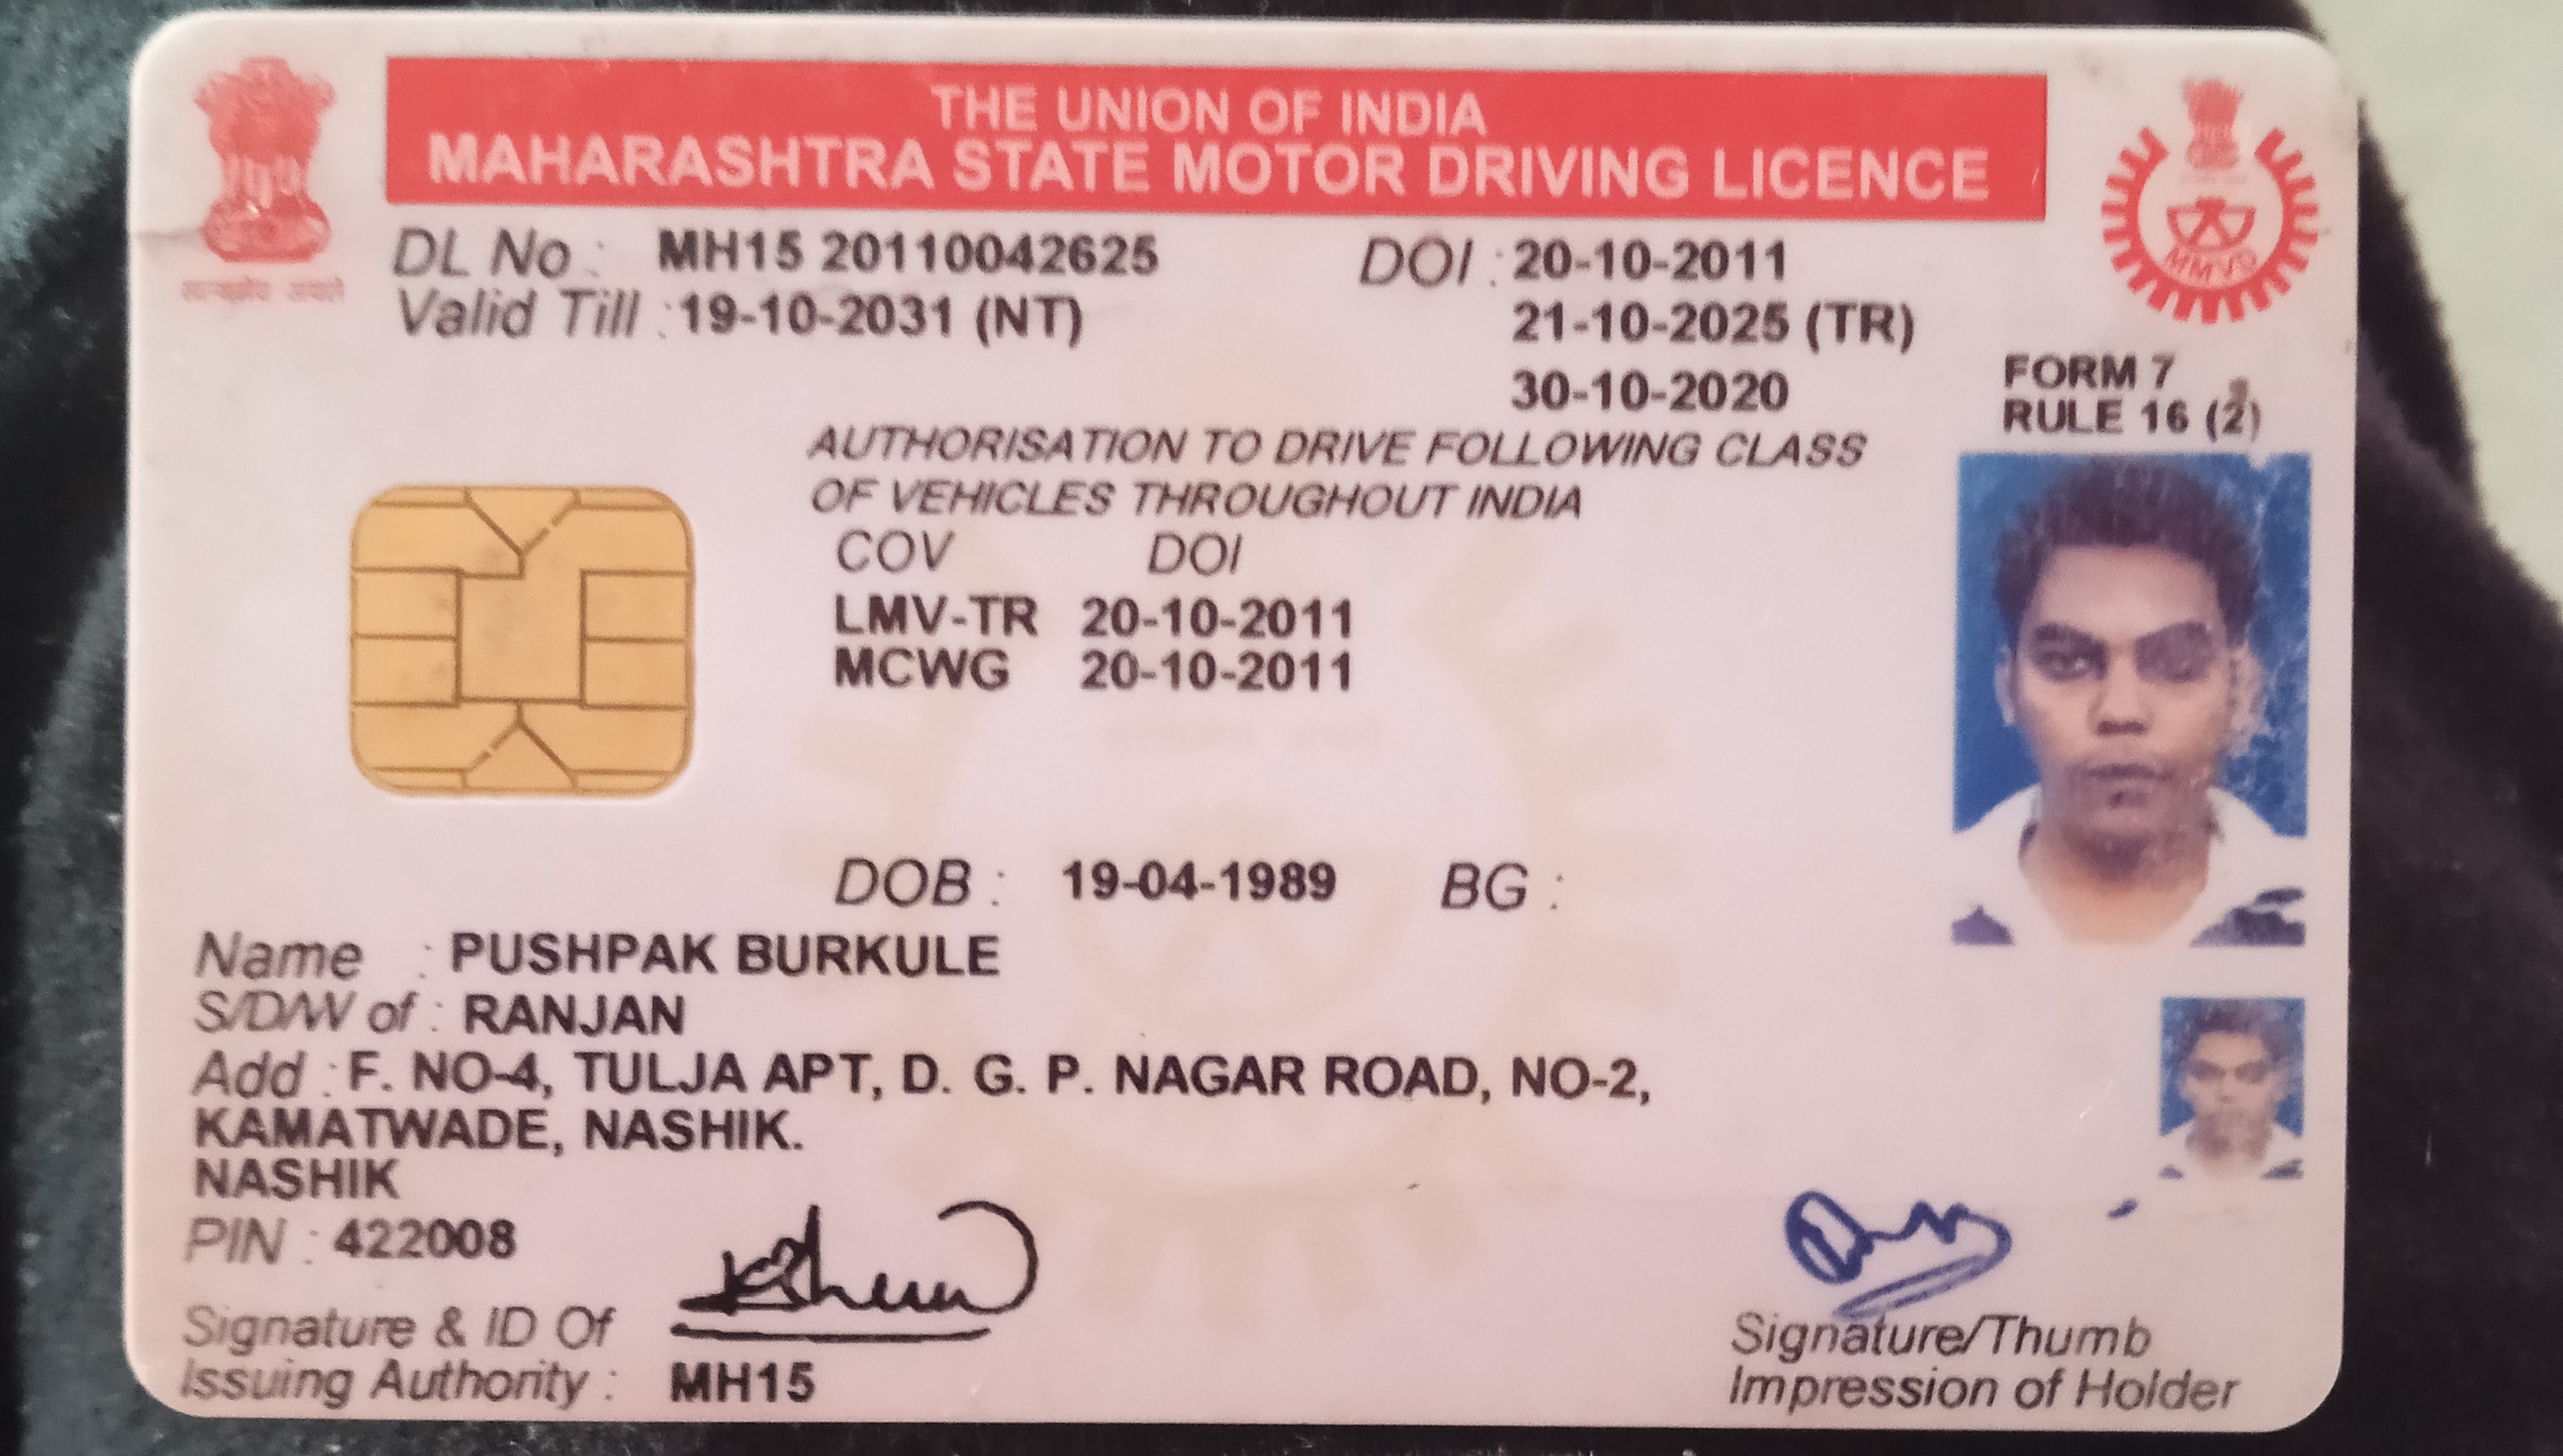 THE UNION OF INDIA
MAHARASHTRA STATE MOTOR DRIVING LICENCE
DL No : MH15 20110042625 DOI : 20-10-2011
Valid Till : 19-10-2031 (NT) 21-10-2025 (TR)
30-10-2020
FORM 7
RULE 16 (2)
MMVD
AUTHORISATION TO DRIVE FOLLOWING CLASS
OF VEHICLES THROUGHOUT INDIA
COV DOI
LMV-TR 20-10-2011
MCWG 20-10-2011
DOB : 19-04-1989 BG :
Name : PUSHPAK BURKULE
S/D/W of : RANJAN
Add : F. NO-4, TULJA APT, D. G. P. NAGAR ROAD, NO-2,
KAMATWADE, NASHIK.
NASHIK
PIN : 422008
Signature & ID Of
Issuing Authority : MH15
Signature/Thumb
Impression of Holder